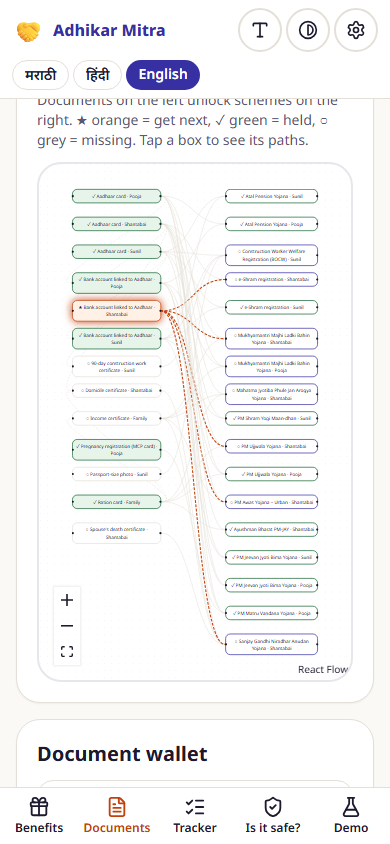 Adhikar Mitra
मराठी
हिंदी
English
Documents on the left unlock schemes on the
right. ★ orange = get next, ✓ green = held, ○
grey = missing. Tap a box to see its paths.
✓ Aadhaar card · Pooja
✓ Aadhaar card · Shantabai
✓ Aadhaar card · Sunil
✓ Bank account linked to Aadhaar ·
Pooja
★ Bank account linked to Aadhaar ·
Shantabai
✓ Bank account linked to Aadhaar ·
Sunil
○ 90-day construction work
certificate · Sunil
○ Domicile certificate · Shantabai
○ Income certificate · Family
✓ Pregnancy registration (MCP card) ·
Pooja
○ Passport-size photo · Sunil
✓ Ration card · Family
○ Spouse's death certificate ·
Shantabai
✓ Atal Pension Yojana · Sunil
✓ Atal Pension Yojana · Pooja
○ Construction Worker Welfare
Registration (BOCW) · Sunil
○ e-Shram registration · Shantabai
✓ e-Shram registration · Sunil
○ Mukhyamantri Majhi Ladki Bahin
Yojana · Shantabai
○ Mukhyamantri Majhi Ladki Bahin
Yojana · Pooja
○ Mahatma Jyotiba Phule Jan Arogya
Yojana · Shantabai
✓ PM Shram Yogi Maan-dhan · Sunil
○ PM Ujjwala Yojana · Shantabai
✓ PM Ujjwala Yojana · Pooja
○ PM Awas Yojana – Urban · Shantabai
✓ Ayushman Bharat PM-JAY · Shantabai
✓ PM Jeevan Jyoti Bima Yojana · Sunil
✓ PM Jeevan Jyoti Bima Yojana · Pooja
✓ PM Matru Vandana Yojana · Pooja
○ Sanjay Gandhi Niradhar Anudan
Yojana · Shantabai
React Flow
Document wallet
Benefits
Documents
Tracker
Is it safe?
Demo